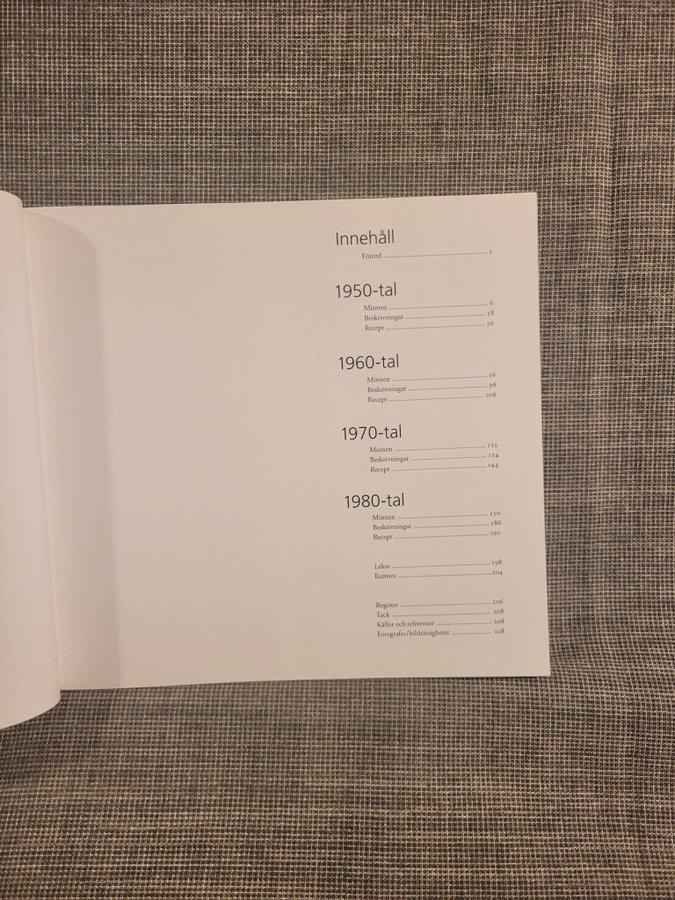 Innehåll
Förord 5
1950-tal
Minnen 6
Beskrivningar 38
Recept 50
1960-tal
Minnen 56
Beskrivningar 96
Recept 106
1970-tal
Minnen 112
Beskrivningar 134
Recept 144
1980-tal
Minnen 150
Beskrivningar 186
Recept 192
Lekar 198
Ramsor 204
Register 206
Tack 208
Källor och referenser 208
Fotografer/bildrättigheter 208